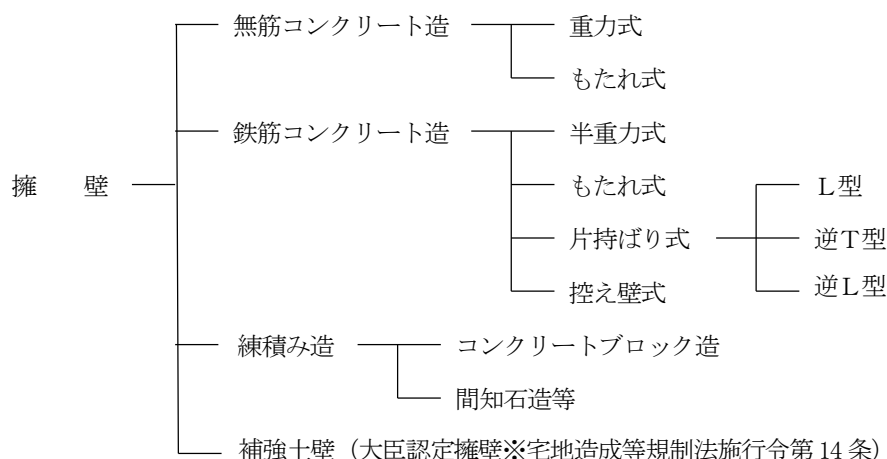 無筋コンクリート造 重力式
もたれ式
鉄筋コンクリート造 半重力式
擁 壁 もたれ式 L型
片持ばり式 逆T型
控え壁式 逆L型
練積み造 コンクリートブロック造
間知石造等
補強土壁（大臣認定擁壁※宅地造成等規制法施行令第14条）